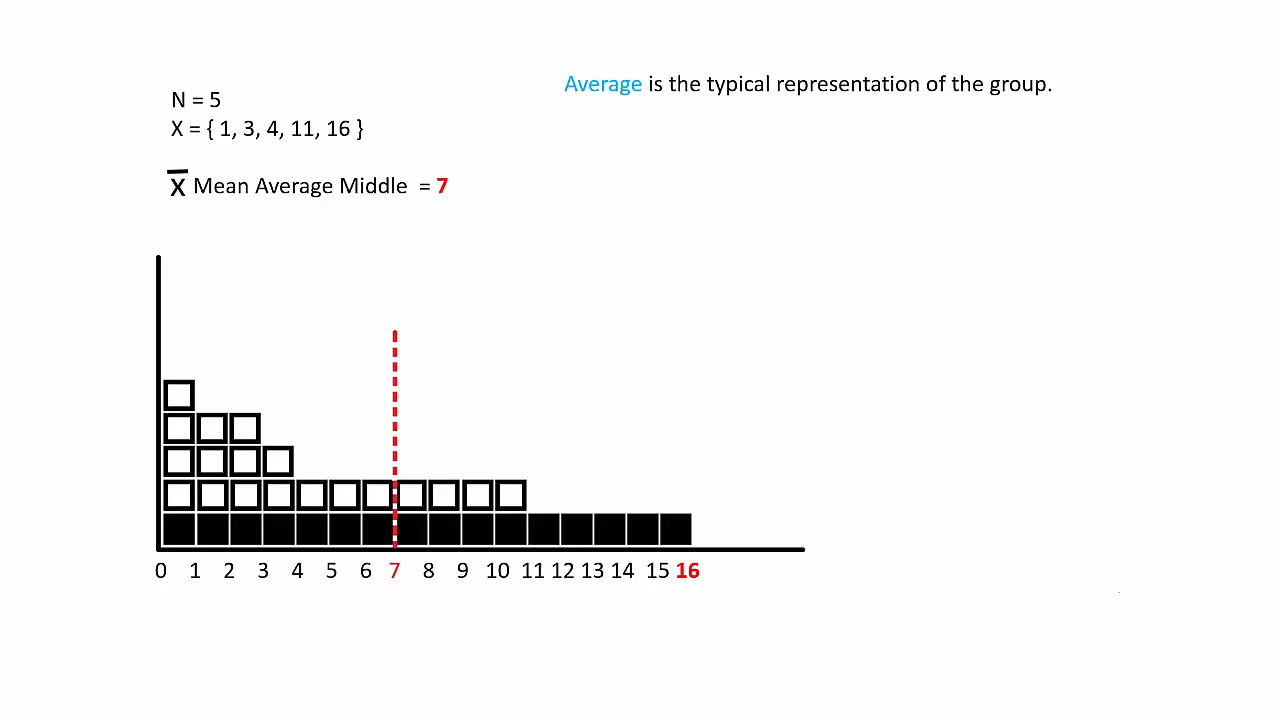 Average is the typical representation of the group.
N = 5
X = { 1, 3, 4, 11, 16 }
X̅ Mean Average Middle = 7
0 1 2 3 4 5 6 7 8 9 10 11 12 13 14 15 16